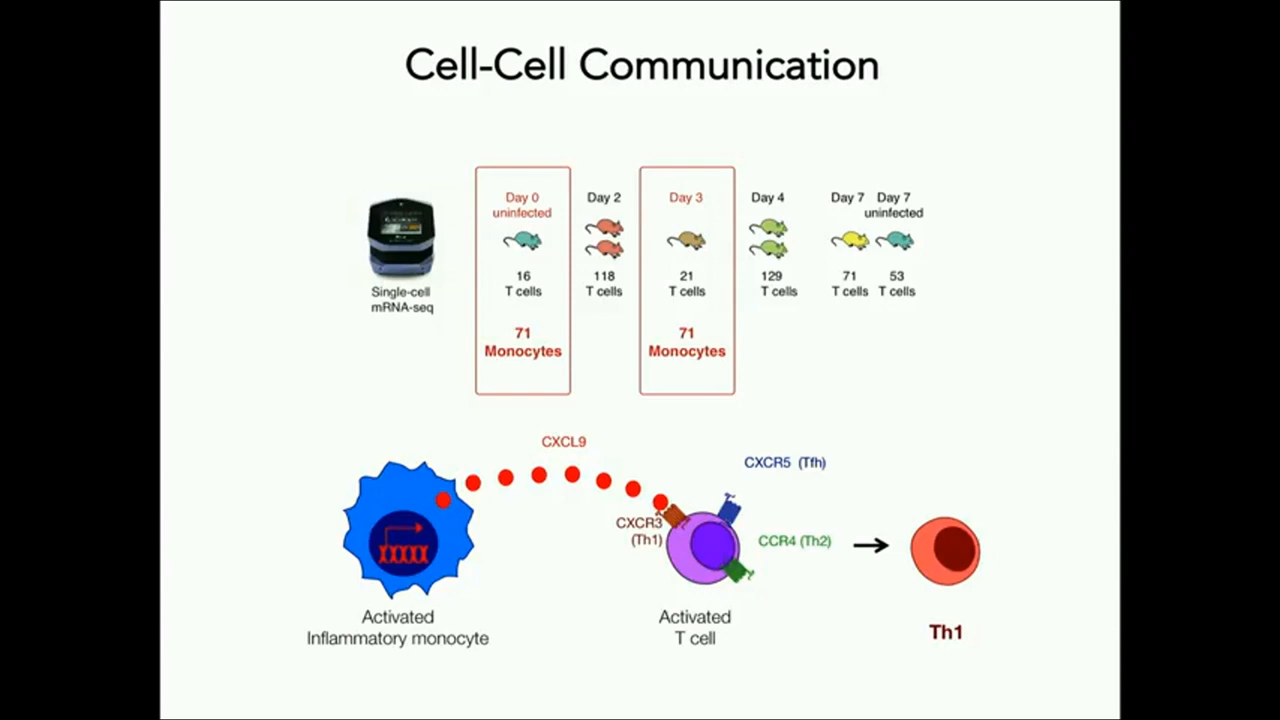 Cell-Cell Communication
Single-cell
mRNA-seq
Day 0
uninfected
16
T cells
71
Monocytes
Day 2
118
T cells
Day 3
21
T cells
71
Monocytes
Day 4
129
T cells
Day 7
71
T cells
Day 7
uninfected
53
T cells
CXCL9
CXCR5 (Tfh)
CXCR3
(Th1)
CCR4 (Th2)
Activated
Inflammatory monocyte
Activated
T cell
Th1